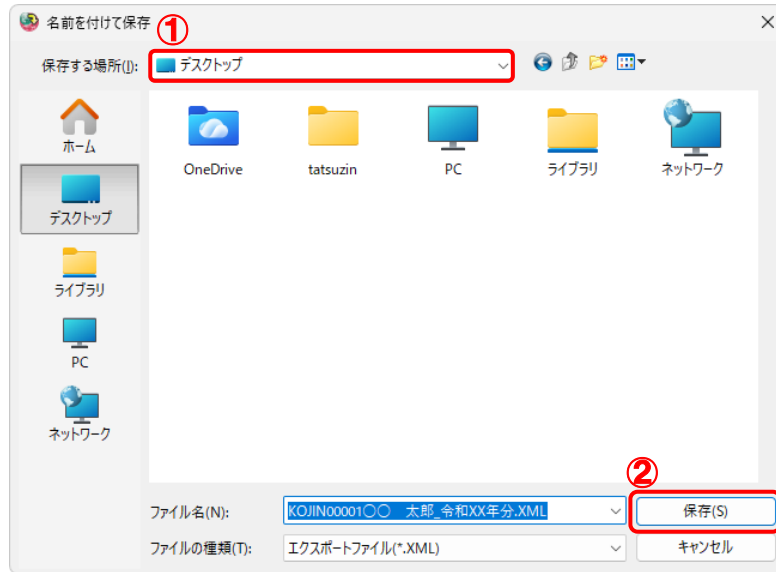 名前を付けて保存
①
保存する場所(I):
デスクトップ
ホーム
デスクトップ
ライブラリ
PC
ネットワーク
OneDrive
tatsuzin
PC
ライブラリ
ネットワーク
②
ファイル名(N):
KOJIN00001〇〇　太郎_令和XX年分.XML
保存(S)
ファイルの種類(T):
エクスポートファイル(*.XML)
キャンセル